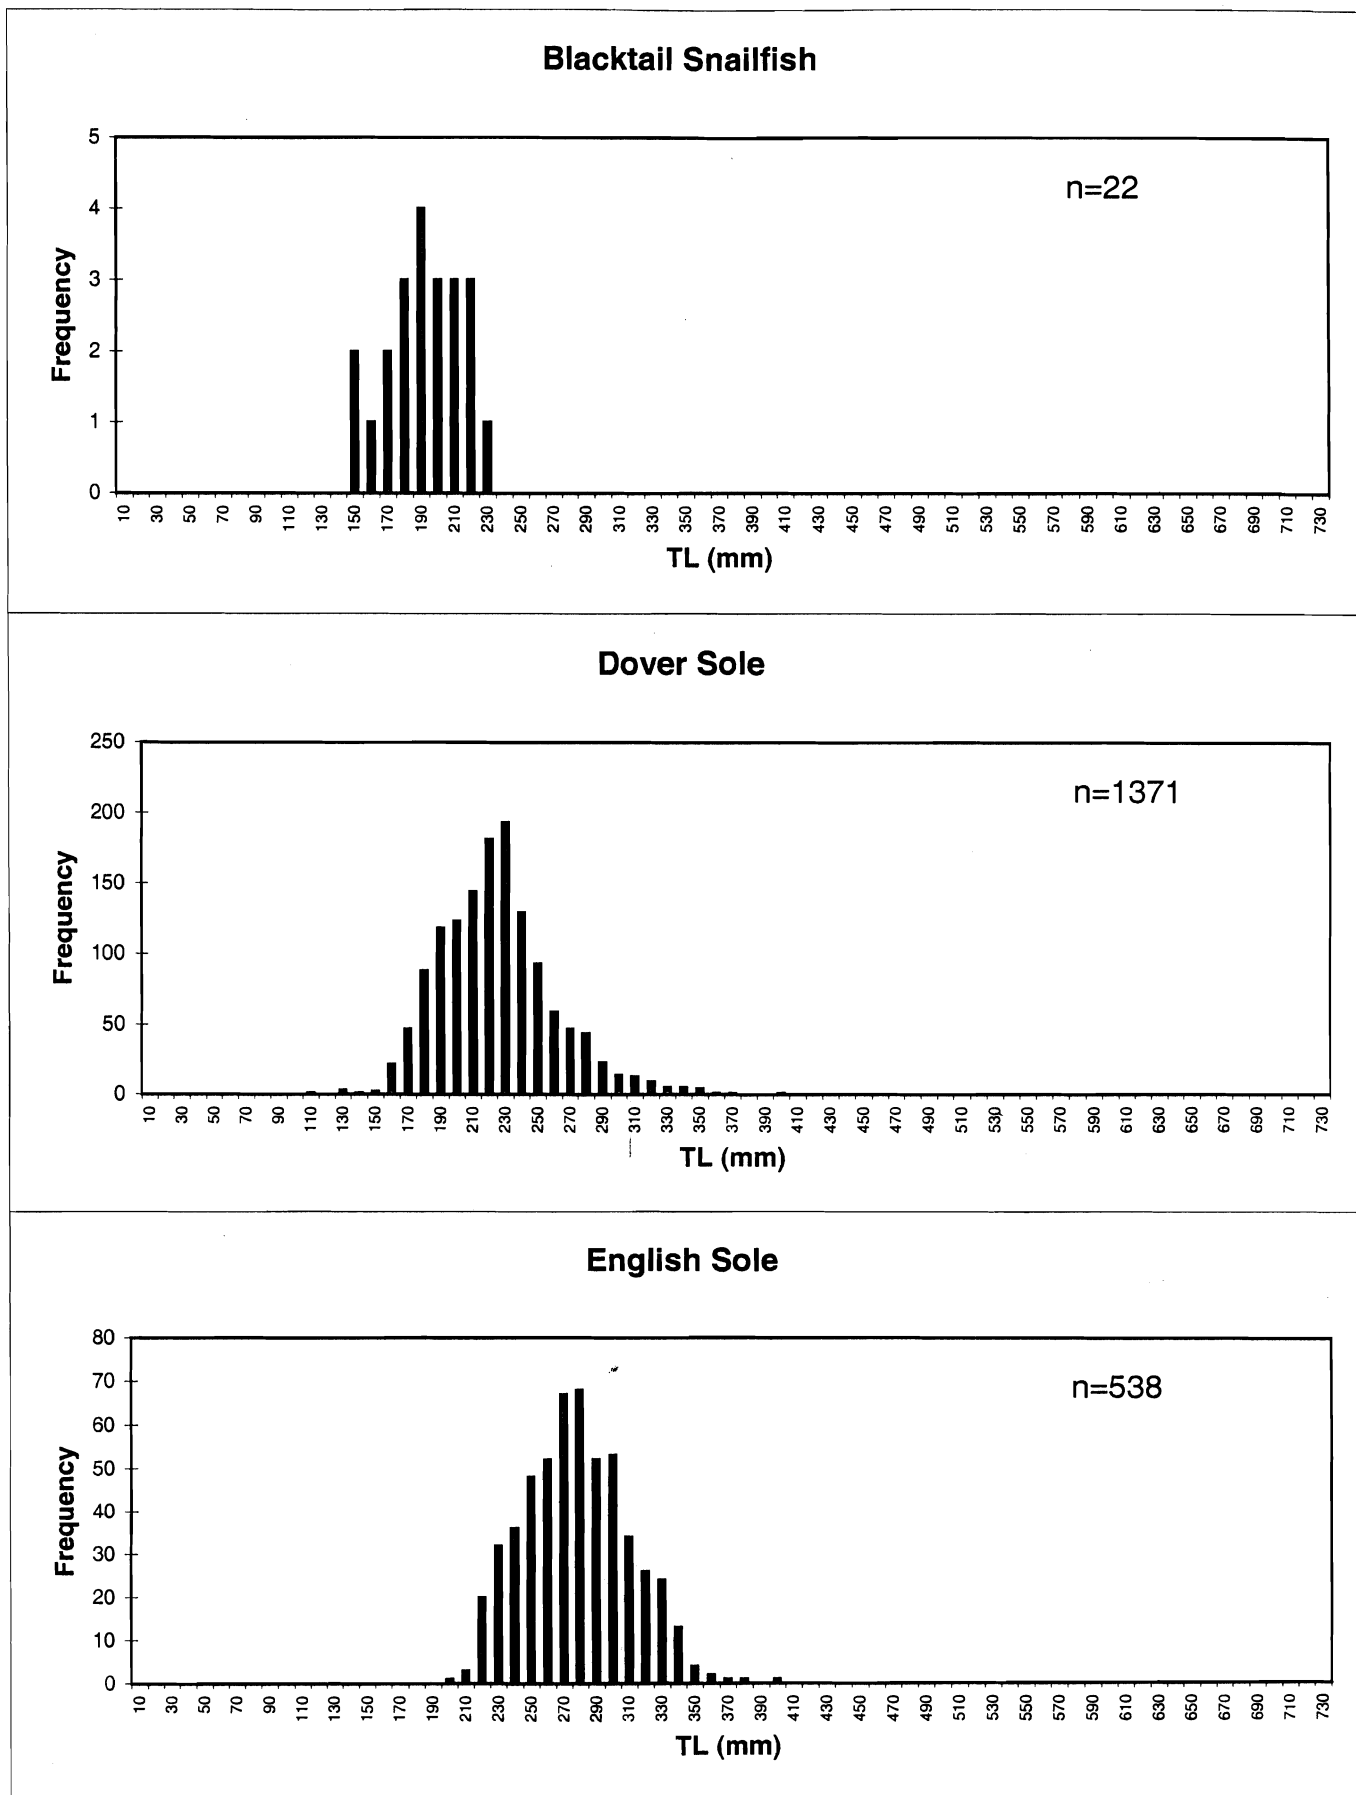 Blacktail Snailfish
5
4
3
2
1
0
Frequency
n=22
10 30 50 70 90 110 130 150 170 190 210 230 250 270 290 310 330 350 370 390 410 430 450 470 490 510 530 550 570 590 610 630 650 670 690 710 730
TL (mm)
Dover Sole
250
200
150
100
50
0
Frequency
n=1371
10 30 50 70 90 110 130 150 170 190 210 230 250 270 290 310 330 350 370 390 410 430 450 470 490 510 530 550 570 590 610 630 650 670 690 710 730
TL (mm)
English Sole
80
70
60
50
40
30
20
10
0
Frequency
n=538
10 30 50 70 90 110 130 150 170 190 210 230 250 270 290 310 330 350 370 390 410 430 450 470 490 510 530 550 570 590 610 630 650 670 690 710 730
TL (mm)